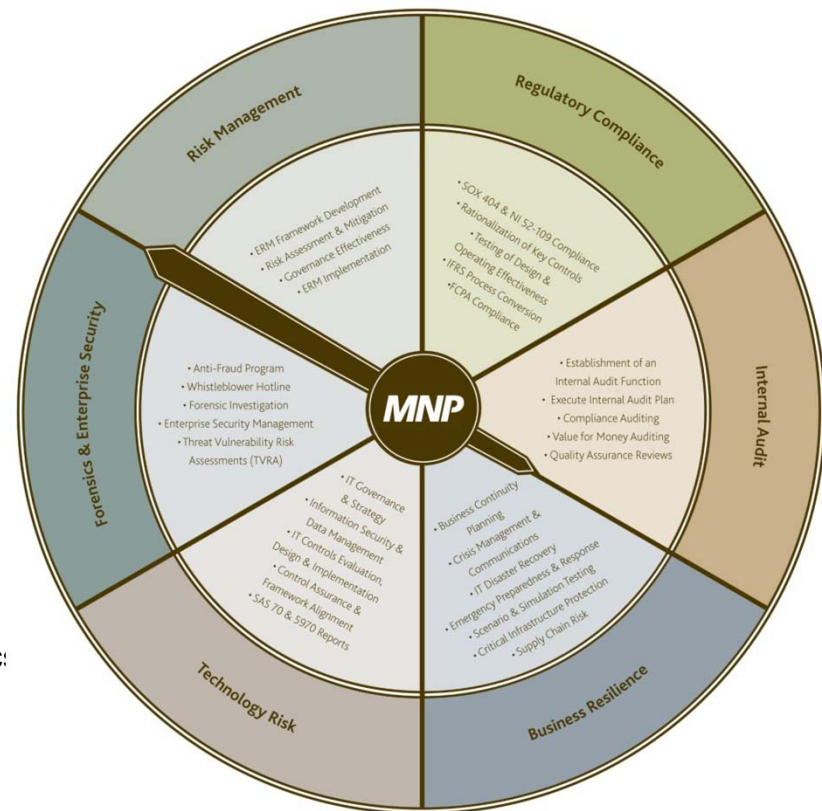 Risk Management
• ERM Framework Development
• Risk Assessment & Mitigation
• Governance Effectiveness
• ERM Implementation
Regulatory Compliance
• SOX 404 & NI 52-109 Compliance
• Rationalization of Key Controls
• Testing of Design &
Operating Effectiveness
• IFRS Process Conversion
• FCPA Compliance
Internal Audit
• Establishment of an
Internal Audit Function
• Execute Internal Audit Plan
• Compliance Auditing
• Value for Money Auditing
• Quality Assurance Reviews
Business Resilience
• Business Continuity
Planning
• Crisis Management &
Communications
• IT Disaster Recovery
• Emergency Preparedness & Response
• Scenario & Simulation Testing
• Critical Infrastructure Protection
• Supply Chain Risk
Technology Risk
• IT Governance
& Strategy
• Information Security &
Data Management
• IT Controls Evaluation,
Design & Implementation
• Control Assurance &
Framework Alignment
• SAS 70 & 5970 Reports
Forensics & Enterprise Security
• Anti-Fraud Program
• Whistleblower Hotline
• Forensic Investigation
• Enterprise Security Management
• Threat Vulnerability Risk
Assessments (TVRA)
MNP